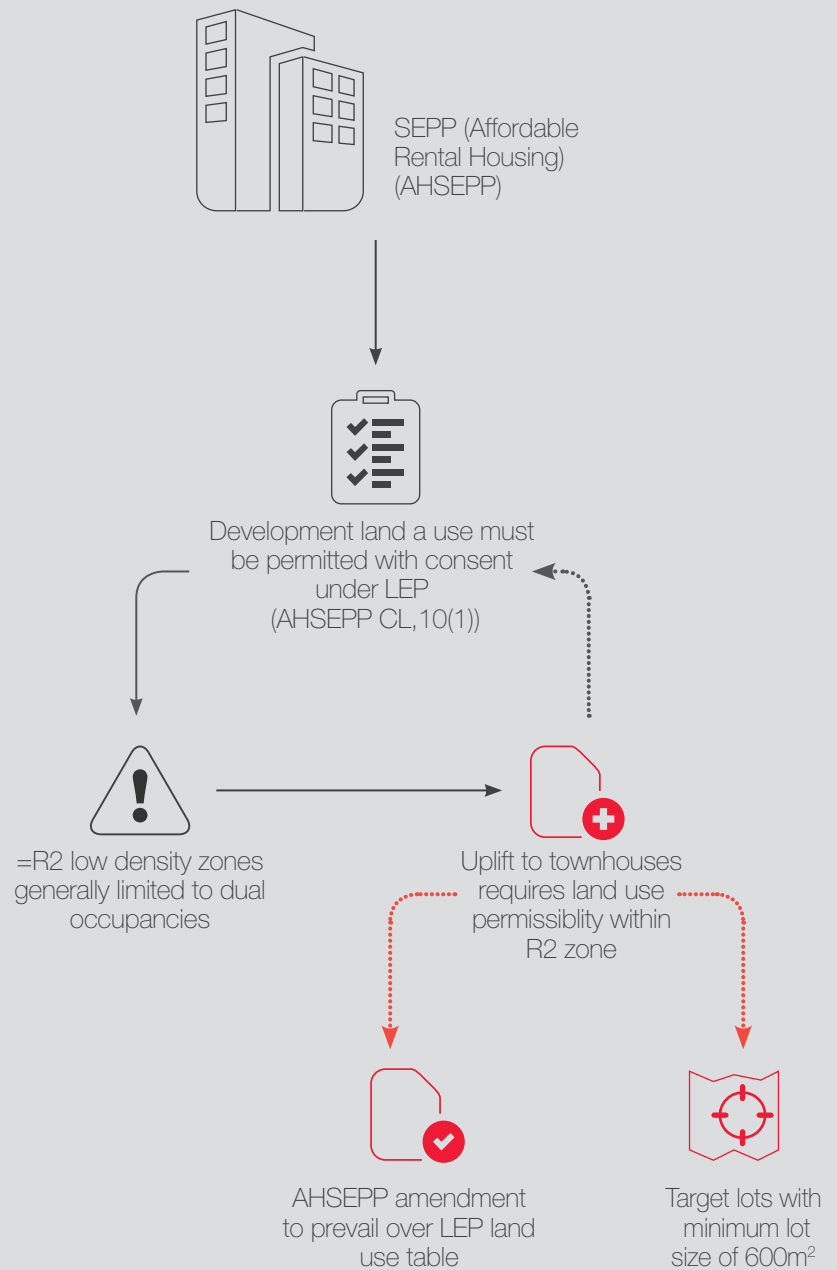 SEPP (Affordable
Rental Housing)
(AHSEPP)
Development land a use must
be permitted with consent
under LEP
(AHSEPP CL,10(1))
=R2 low density zones
generally limited to dual
occupancies
Uplift to townhouses
requires land use
permissiblity within
R2 zone
AHSEPP amendment
to prevail over LEP land
use table
Target lots with
minimum lot
size of 600m²